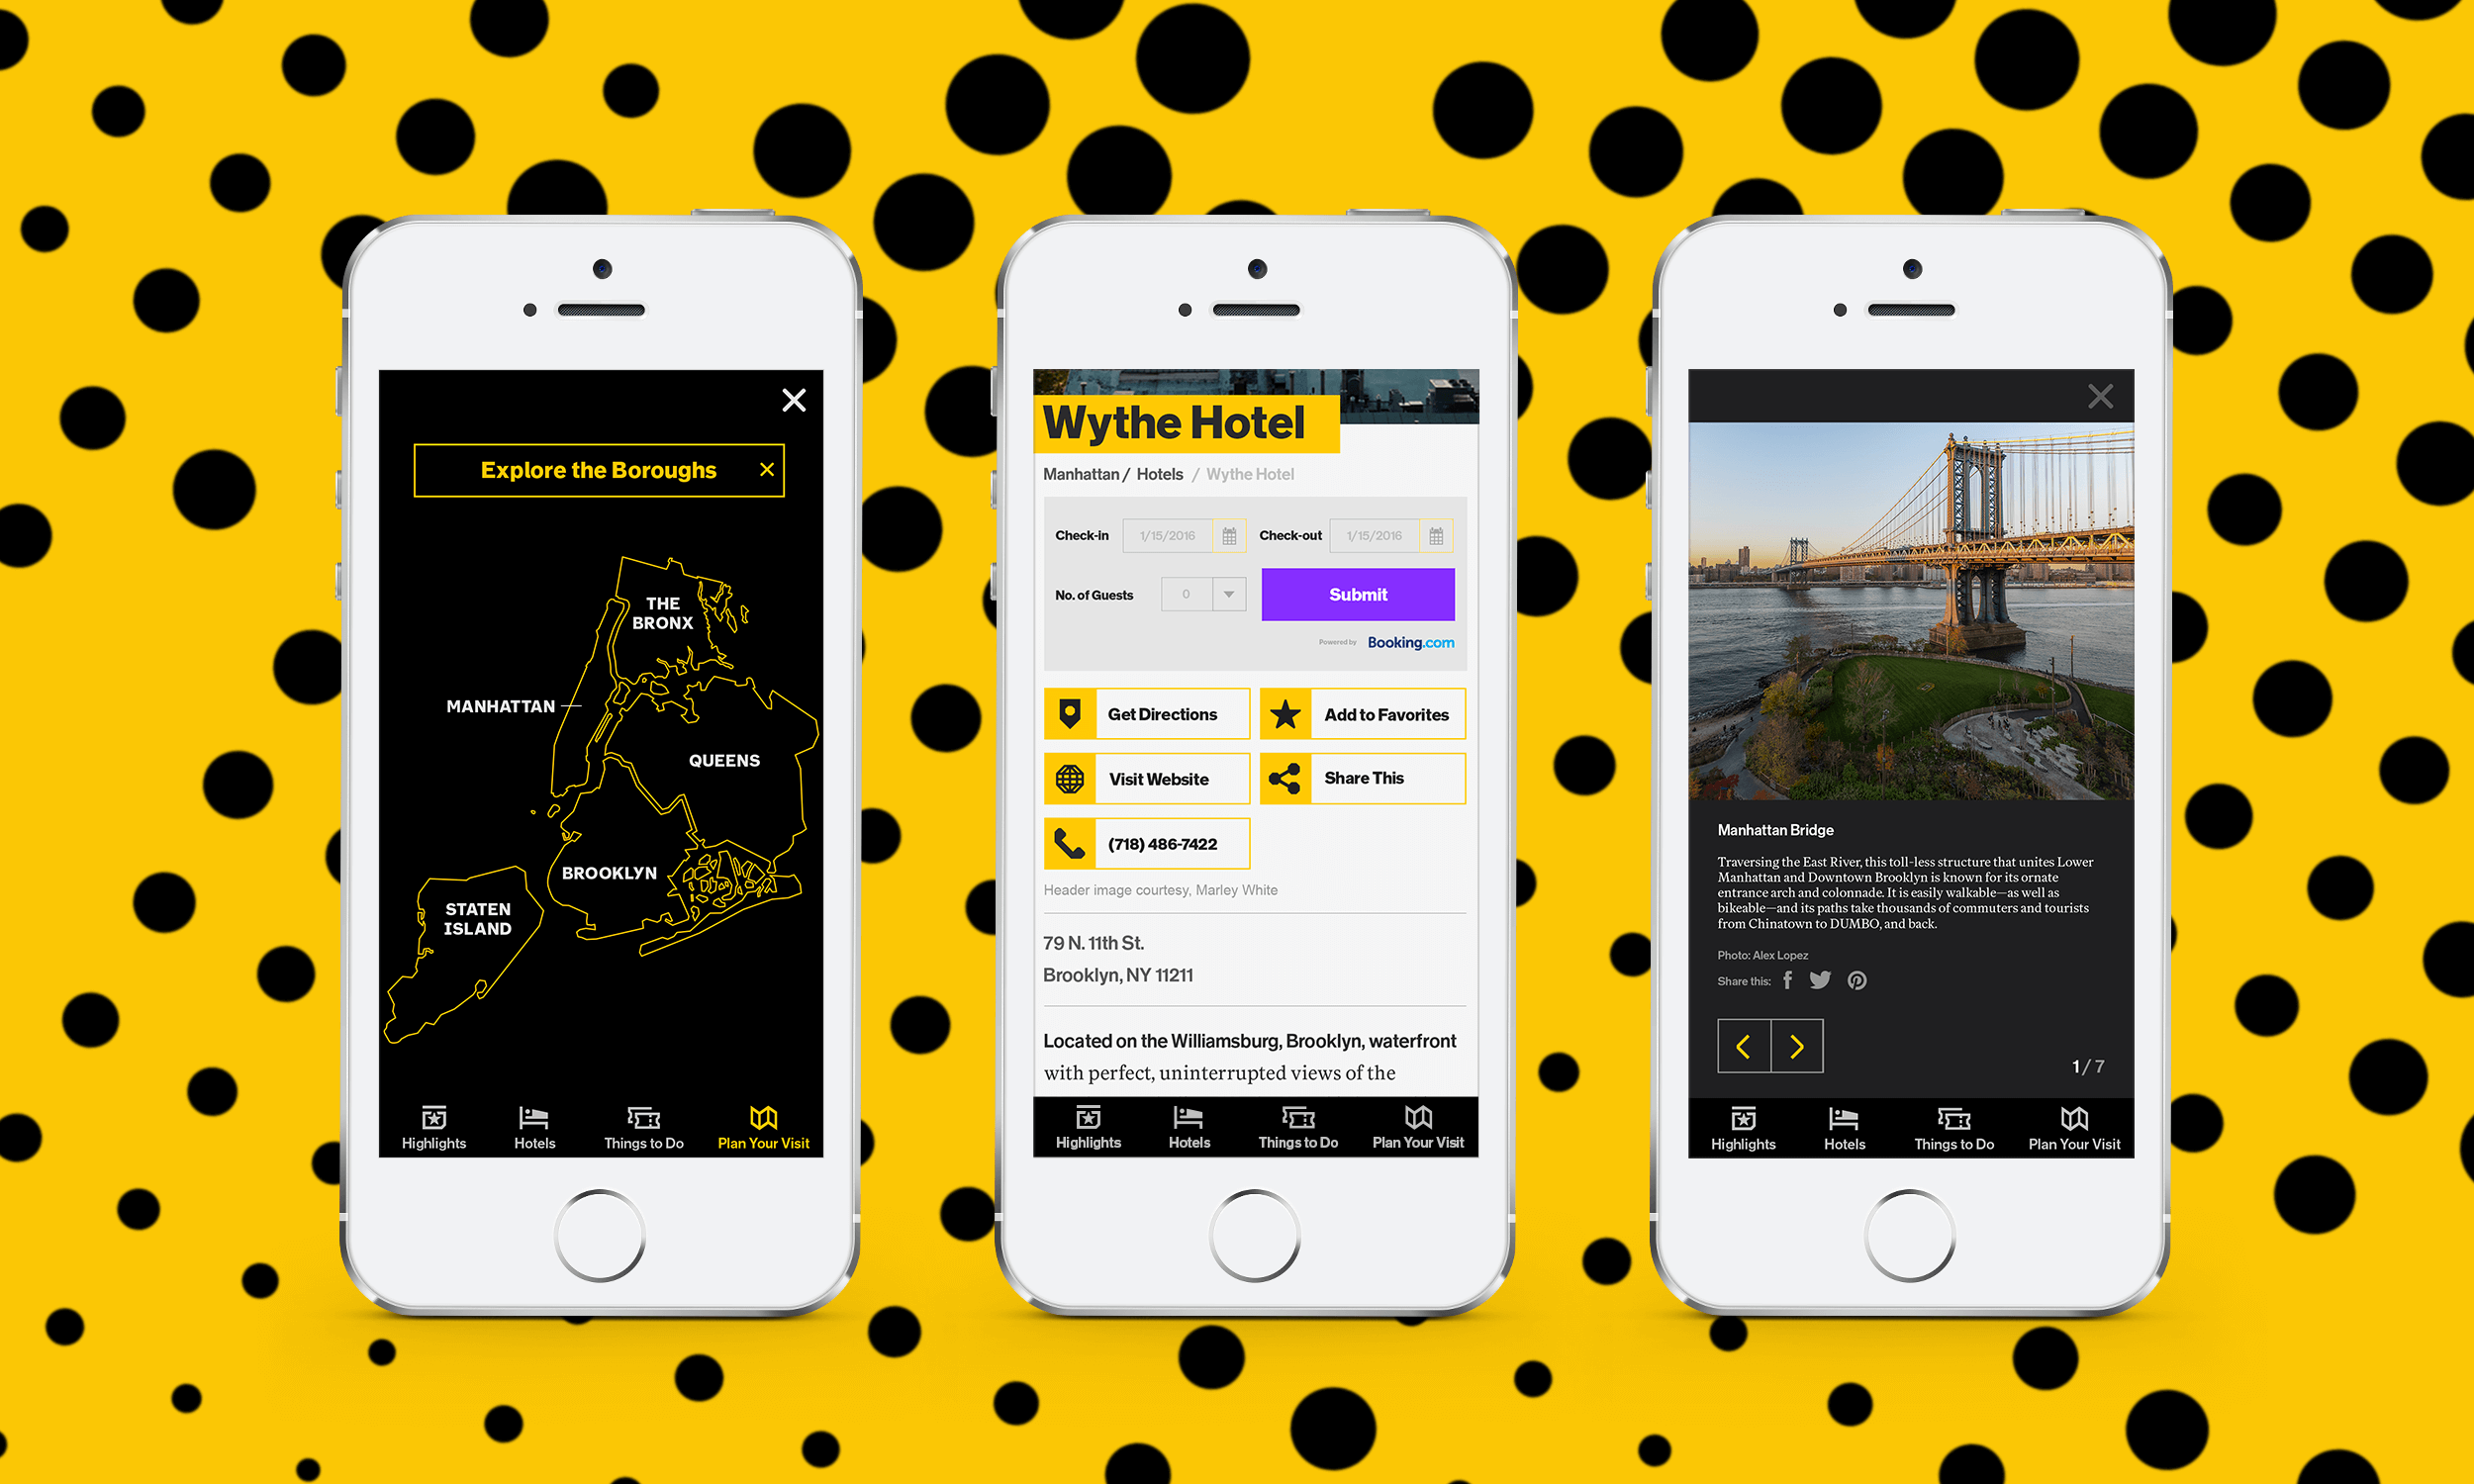 Explore the Boroughs
THE
BRONX
MANHATTAN
QUEENS
BROOKLYN
STATEN
ISLAND
Highlights Hotels Things to Do Plan Your Visit
Wythe Hotel
Manhattan / Hotels / Wythe Hotel
Check-in 1/15/2016 Check-out 1/15/2016
No. of Guests 0 Submit
Powered by Booking.com
Get Directions Add to Favorites
Visit Website Share This
(718) 486-7422
Header image courtesy, Marley White
79 N. 11th St.
Brooklyn, NY 11211
Located on the Williamsburg, Brooklyn, waterfront
with perfect, uninterrupted views of the
Highlights Hotels Things to Do Plan Your Visit
Manhattan Bridge
Traversing the East River, this toll-less structure that unites Lower
Manhattan and Downtown Brooklyn is known for its ornate
entrance arch and colonnade. It is easily walkable—as well as
bikeable—and its paths take thousands of commuters and tourists
from Chinatown to DUMBO, and back.
Photo: Alex Lopez
Share this:
1/7
Highlights Hotels Things to Do Plan Your Visit